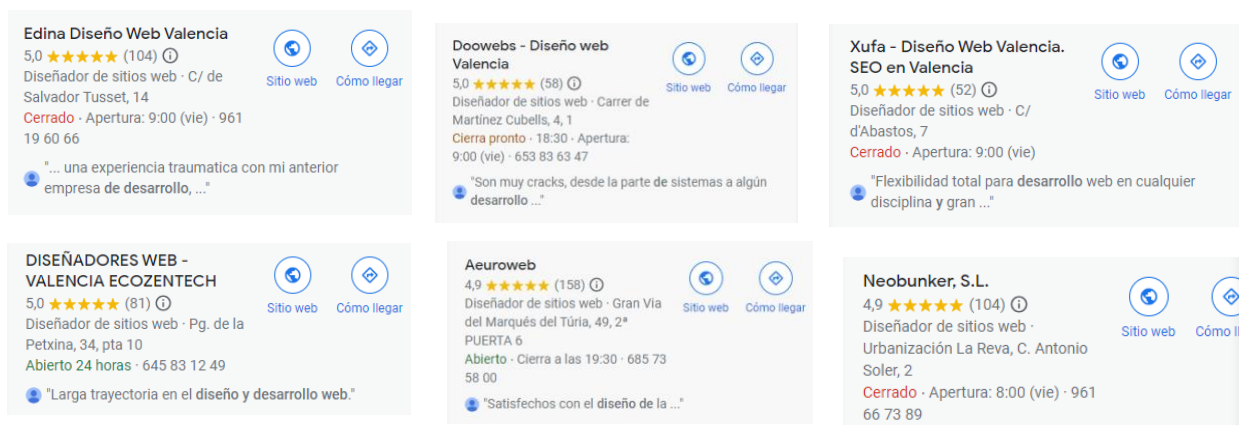 Edina Diseño Web Valencia
5,0 ★★★★★ (104)
Diseñador de sitios web · C/ de
Salvador Tusset, 14
Cerrado · Apertura: 9:00 (vie) · 961
19 60 66
Sitio web
Cómo llegar
"... una experiencia traumatica con mi anterior
empresa de desarrollo, ..."
Doowebs - Diseño web
Valencia
5,0 ★★★★★ (58)
Diseñador de sitios web · Carrer de
Martínez Cubells, 4, 1
Cierra pronto · 18:30 · Apertura:
9:00 (vie) · 653 83 63 47
Sitio web
Cómo llegar
"Son muy cracks, desde la parte de sistemas a algún
desarrollo ..."
Xufa - Diseño Web Valencia.
SEO en Valencia
5,0 ★★★★★ (52)
Diseñador de sitios web · C/
d'Abastos, 7
Cerrado · Apertura: 9:00 (vie)
Sitio web
Cómo llegar
"Flexibilidad total para desarrollo web en cualquier
disciplina y gran ..."
DISEÑADORES WEB -
VALENCIA ECOZENTECH
5,0 ★★★★★ (81)
Diseñador de sitios web · Pg. de la
Petxina, 34, pta 10
Abierto 24 horas · 645 83 12 49
Sitio web
Cómo llegar
"Larga trayectoria en el diseño y desarrollo web."
Aeuroweb
4,9 ★★★★★ (158)
Diseñador de sitios web · Gran Via
del Marqués del Túria, 49, 2ª
PUERTA 6
Abierto · Cierra a las 19:30 · 685 73
58 00
Sitio web
Cómo llegar
"Satisfechos con el diseño de la ..."
Neobunker, S.L.
4,9 ★★★★★ (104)
Diseñador de sitios web ·
Urbanización La Reva, C. Antonio
Soler, 2
Cerrado · Apertura: 8:00 (vie) · 961
66 73 89
Sitio web
Cómo